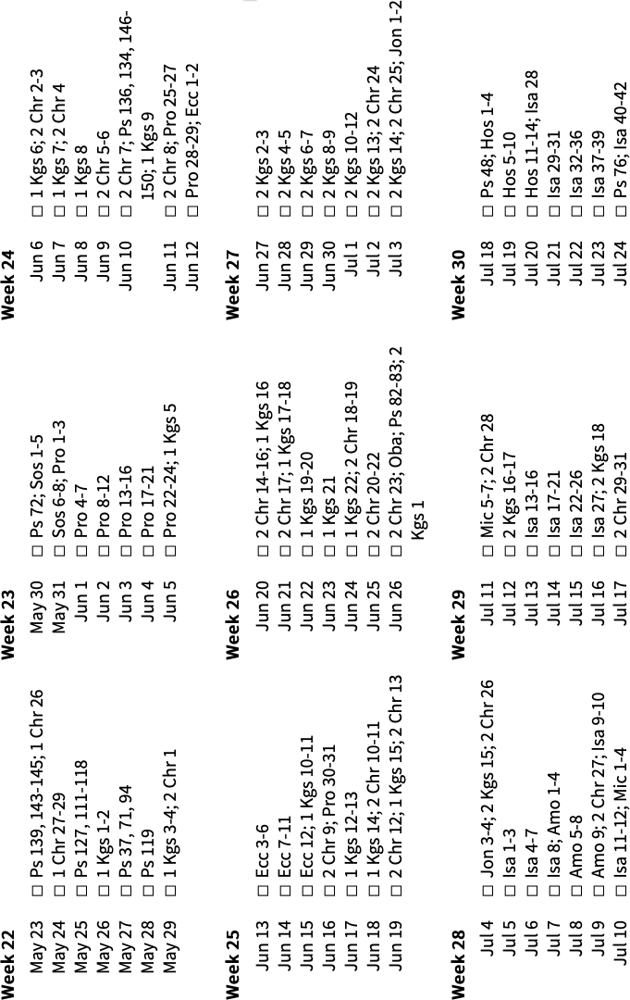 Week 22
May 23 □ Ps 139, 143-145; 1 Chr 26
May 24 □ 1 Chr 27-29
May 25 □ Ps 127, 111-118
May 26 □ 1 Kgs 1-2
May 27 □ Ps 37, 71, 94
May 28 □ Ps 119
May 29 □ 1 Kgs 3-4; 2 Chr 1
Week 23
May 30 □ Ps 72; Sos 1-5
May 31 □ Sos 6-8; Pro 1-3
Jun 1 □ Pro 4-7
Jun 2 □ Pro 8-12
Jun 3 □ Pro 13-16
Jun 4 □ Pro 17-21
Jun 5 □ Pro 22-24; 1 Kgs 5
Week 24
Jun 6 □ 1 Kgs 6; 2 Chr 2-3
Jun 7 □ 1 Kgs 7; 2 Chr 4
Jun 8 □ 1 Kgs 8
Jun 9 □ 2 Chr 5-6
Jun 10 □ 2 Chr 7; Ps 136, 134, 146-
150; 1 Kgs 9
Jun 11 □ 2 Chr 8; Pro 25-27
Jun 12 □ Pro 28-29; Ecc 1-2
Week 25
Jun 13 □ Ecc 3-6
Jun 14 □ Ecc 7-11
Jun 15 □ Ecc 12; 1 Kgs 10-11
Jun 16 □ 2 Chr 9; Pro 30-31
Jun 17 □ 1 Kgs 12-13
Jun 18 □ 1 Kgs 14; 2 Chr 10-11
Jun 19 □ 2 Chr 12; 1 Kgs 15; 2 Chr 13
Week 26
Jun 20 □ 2 Chr 14-16; 1 Kgs 16
Jun 21 □ 2 Chr 17; 1 Kgs 17-18
Jun 22 □ 1 Kgs 19-20
Jun 23 □ 1 Kgs 21
Jun 24 □ 1 Kgs 22; 2 Chr 18-19
Jun 25 □ 2 Chr 20-22
Jun 26 □ 2 Chr 23; Oba; Ps 82-83; 2
Kgs 1
Week 27
Jun 27 □ 2 Kgs 2-3
Jun 28 □ 2 Kgs 4-5
Jun 29 □ 2 Kgs 6-7
Jun 30 □ 2 Kgs 8-9
Jul 1 □ 2 Kgs 10-12
Jul 2 □ 2 Kgs 13; 2 Chr 24
Jul 3 □ 2 Kgs 14; 2 Chr 25; Jon 1-2
Week 28
Jul 4 □ Jon 3-4; 2 Kgs 15; 2 Chr 26
Jul 5 □ Isa 1-3
Jul 6 □ Isa 4-7
Jul 7 □ Isa 8; Amo 1-4
Jul 8 □ Amo 5-8
Jul 9 □ Amo 9; 2 Chr 27; Isa 9-10
Jul 10 □ Isa 11-12; Mic 1-4
Week 29
Jul 11 □ Mic 5-7; 2 Chr 28
Jul 12 □ 2 Kgs 16-17
Jul 13 □ Isa 13-16
Jul 14 □ Isa 17-21
Jul 15 □ Isa 22-26
Jul 16 □ Isa 27; 2 Kgs 18
Jul 17 □ 2 Chr 29-31
Week 30
Jul 18 □ Ps 48; Hos 1-4
Jul 19 □ Hos 5-10
Jul 20 □ Hos 11-14; Isa 28
Jul 21 □ Isa 29-31
Jul 22 □ Isa 32-36
Jul 23 □ Isa 37-39
Jul 24 □ Ps 76; Isa 40-42